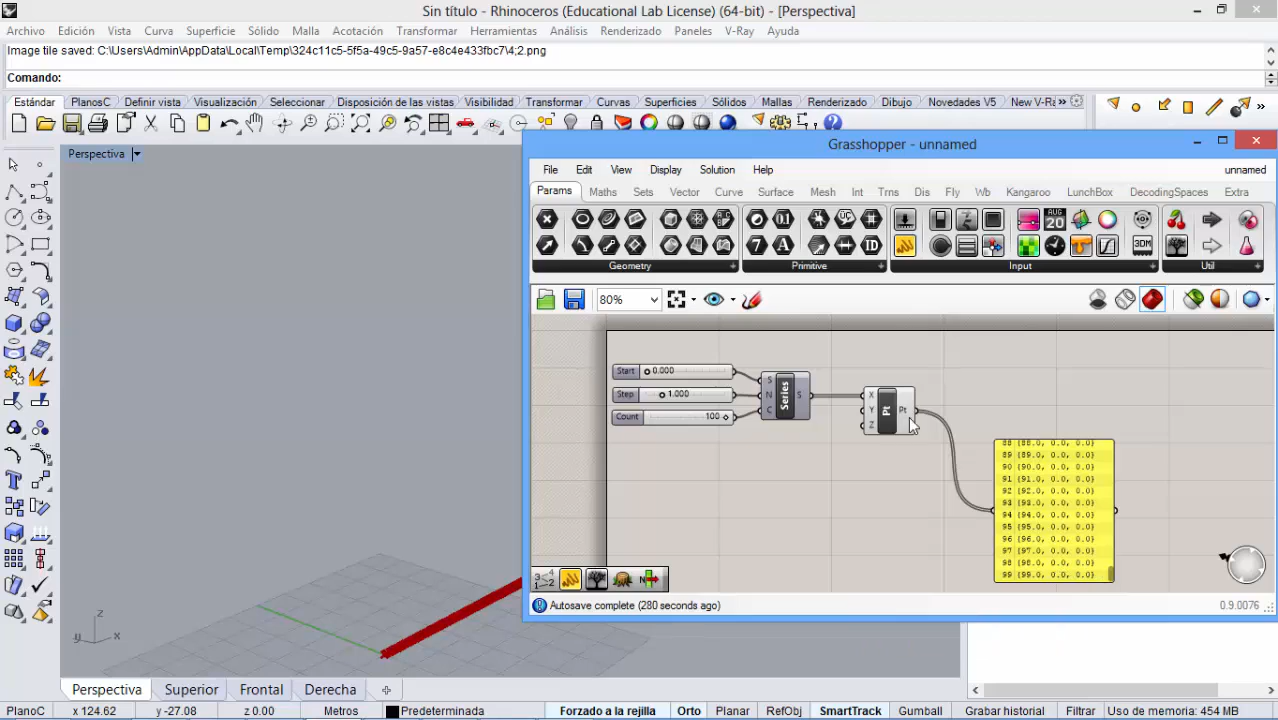 Sin título - Rhinoceros (Educational Lab License) (64-bit) - [Perspectiva]
Archivo Edición Vista Curva Superficie Sólido Malla Acotación Transformar Herramientas Análisis Renderizado Paneles V-Ray Ayuda
Image tile saved: C:\Users\Admin\AppData\Local\Temp\324c11c5-5f5a-49c5-9a57-e8c4e433fbc7\4;2.png
Comando:
Estándar PlanosC Definir vista Visualización Seleccionar Disposición de las vistas Visibilidad Transformar Curvas Superficies Sólidos Mallas Renderizado Dibujo Novedades V5 New V-Ra
Perspectiva
Grasshopper - unnamed
File Edit View Display Solution Help unnamed
Params Maths Sets Vector Curve Surface Mesh Int Trns Dis Fly Wb Kangaroo LunchBox DecodingSpaces Extra
Geometry Primitive Input Util
80%
Start 0.000
Step 1.000
Count 100
S N C Series S
X Y Z Pt Pt
88 {88.0, 0.0, 0.0}
89 {89.0, 0.0, 0.0}
90 {90.0, 0.0, 0.0}
91 {91.0, 0.0, 0.0}
92 {92.0, 0.0, 0.0}
93 {93.0, 0.0, 0.0}
94 {94.0, 0.0, 0.0}
95 {95.0, 0.0, 0.0}
96 {96.0, 0.0, 0.0}
97 {97.0, 0.0, 0.0}
98 {98.0, 0.0, 0.0}
99 {99.0, 0.0, 0.0}
Autosave complete (280 seconds ago) 0.9.0076
z
y x
Perspectiva Superior Frontal Derecha
PlanoC x 124.62 y -27.08 z 0.00 Metros Predeterminada Forzado a la rejilla Orto Planar RefObj SmartTrack Gumball Grabar historial Filtrar Uso de memoria: 454 MB